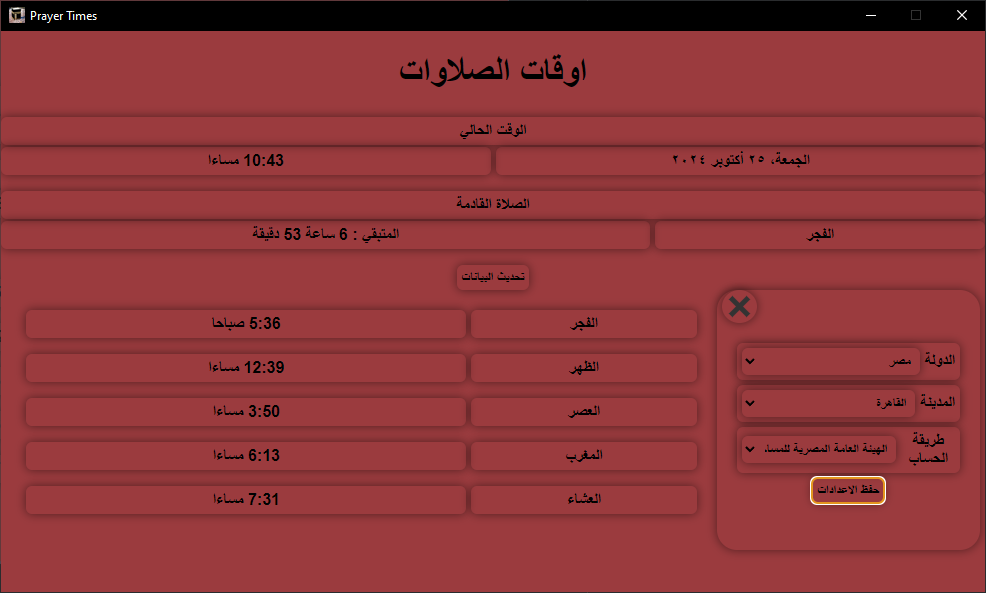 Prayer Times
اوقات الصلاوات
الوقت الحالي
الجمعة، ٢٥ أكتوبر ٢٠٢٤
10:43 مساءا
الصلاة القادمة
الفجر
المتبقي : 6 ساعة 53 دقيقة
تحديث البيانات
الفجر
5:36 صباحا
الظهر
12:39 مساءا
العصر
3:50 مساءا
المغرب
6:13 مساءا
العشاء
7:31 مساءا
الدولة
مصر
المدينة
القاهرة
طريقة
الحساب
الهيئة العامة المصرية للمسا
حفظ الاعدادات